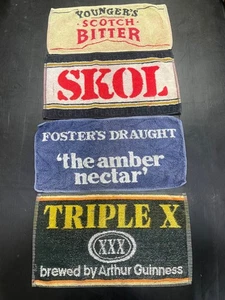 YOUNGER'S
SCOTCH
BITTER
SKOL
FOSTER'S DRAUGHT
'the amber
nectar'
TRIPLE X
XXX
brewed by Arthur Guinness